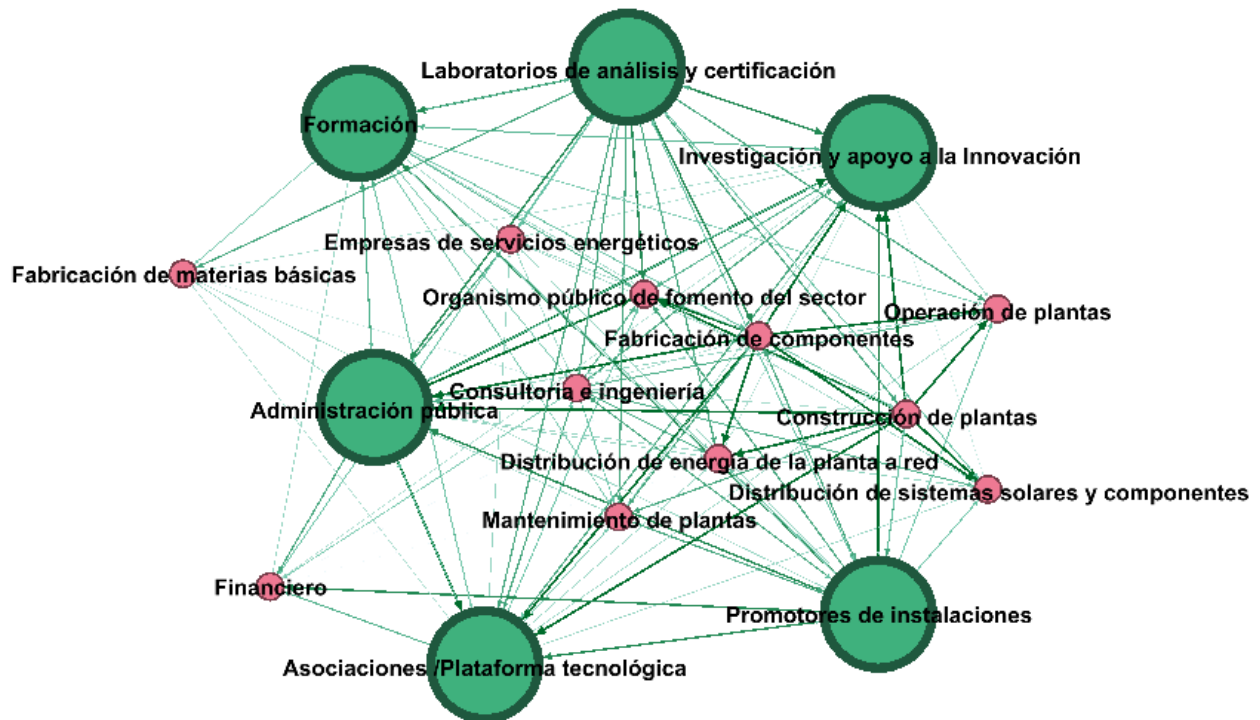 Laboratorios de análisis y certificación
Formación
Investigación y apoyo a la Innovación
Empresas de servicios energéticos
Fabricación de materias básicas
Organismo público de fomento del sector
Operación de plantas
Fabricación de componentes
Consultoria e ingeniería
Administración pública
Construcción de plantas
Distribución de energía de la planta a red
Distribución de sistemas solares y componentes
Mantenimiento de plantas
Financiero
Promotores de instalaciones
Asociaciones /Plataforma tecnológica